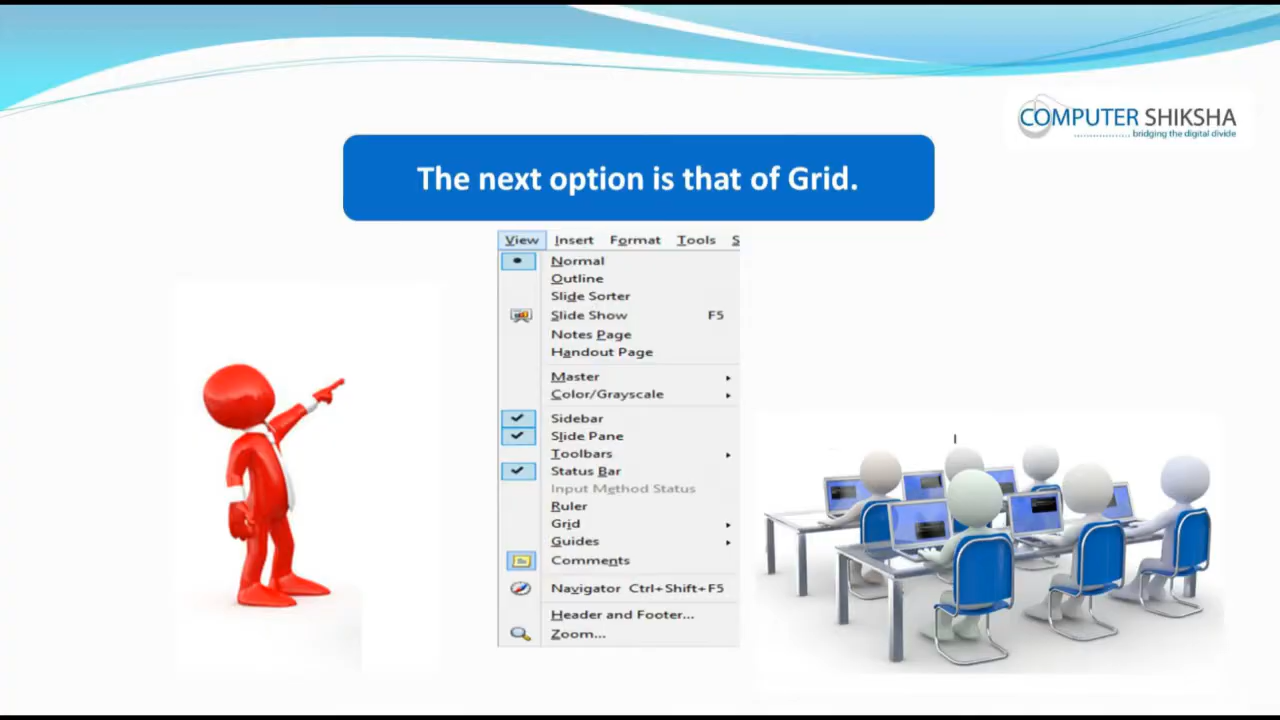 COMPUTER SHIKSHA
bridging the digital divide
The next option is that of Grid.
View Insert Format Tools S
Normal
Outline
Slide Sorter
Slide Show F5
Notes Page
Handout Page
Master
Color/Grayscale
Sidebar
Slide Pane
Toolbars
Status Bar
Input Method Status
Ruler
Grid
Guides
Comments
Navigator Ctrl+Shift+F5
Header and Footer...
Zoom...